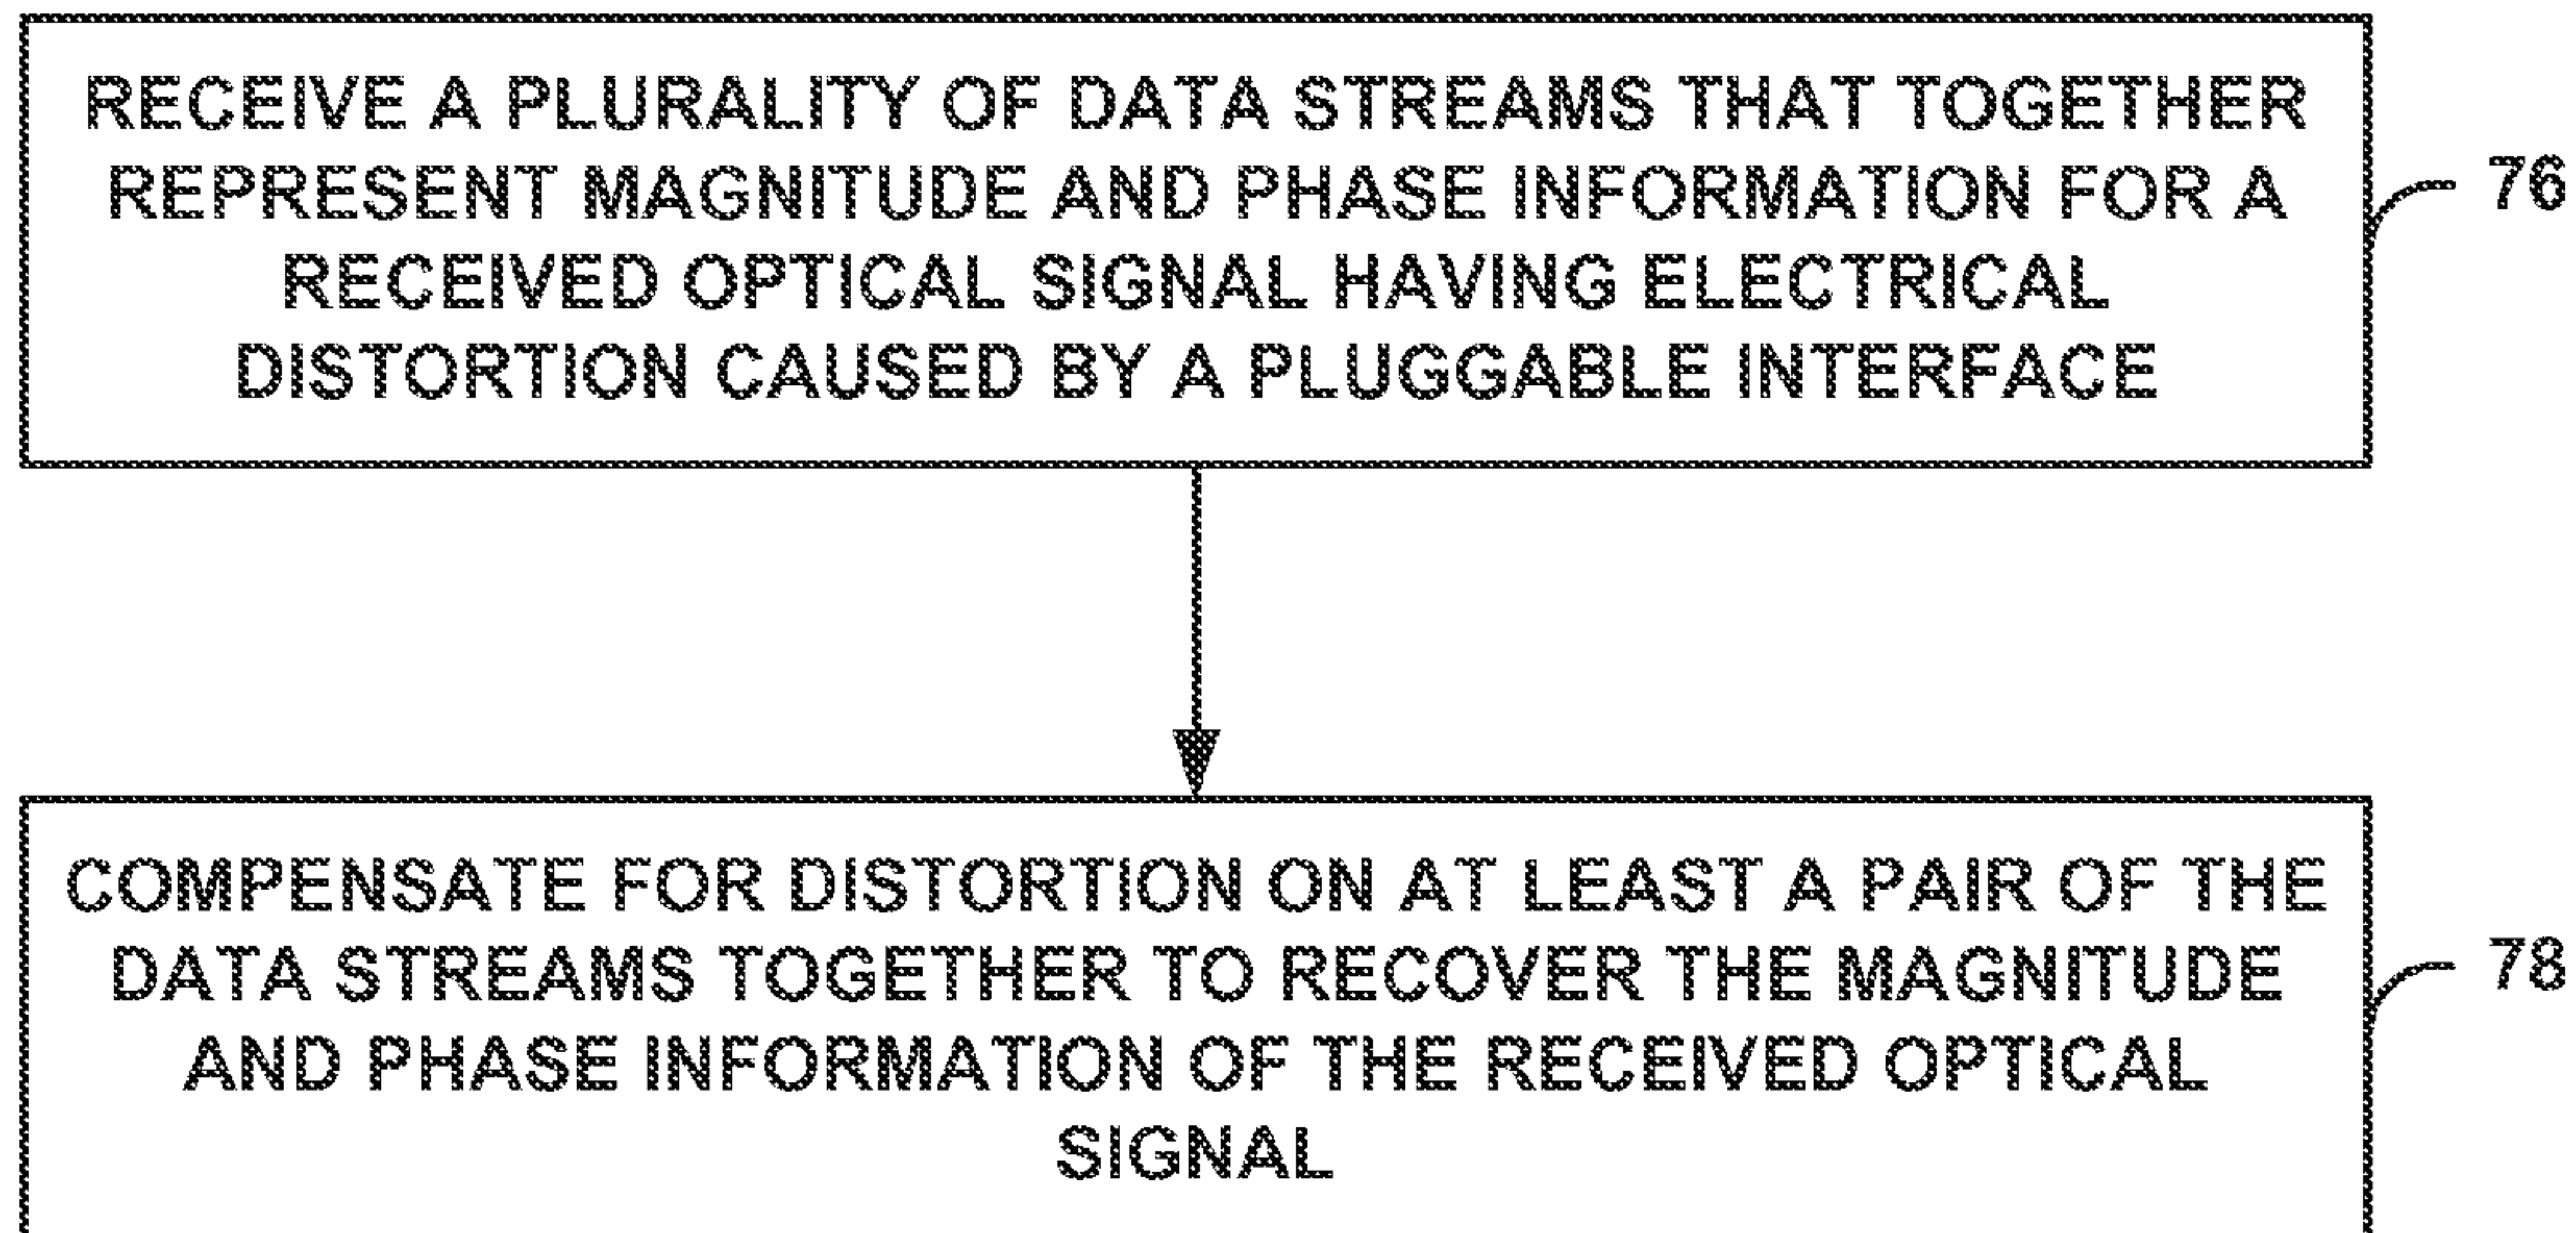 RECEIVE A PLURALITY OF DATA STREAMS THAT TOGETHER
REPRESENT MAGNITUDE AND PHASE INFORMATION FOR A
RECEIVED OPTICAL SIGNAL HAVING ELECTRICAL
DISTORTION CAUSED BY A PLUGGABLE INTERFACE
76
COMPENSATE FOR DISTORTION ON AT LEAST A PAIR OF THE
DATA STREAMS TOGETHER TO RECOVER THE MAGNITUDE
AND PHASE INFORMATION OF THE RECEIVED OPTICAL
SIGNAL
78